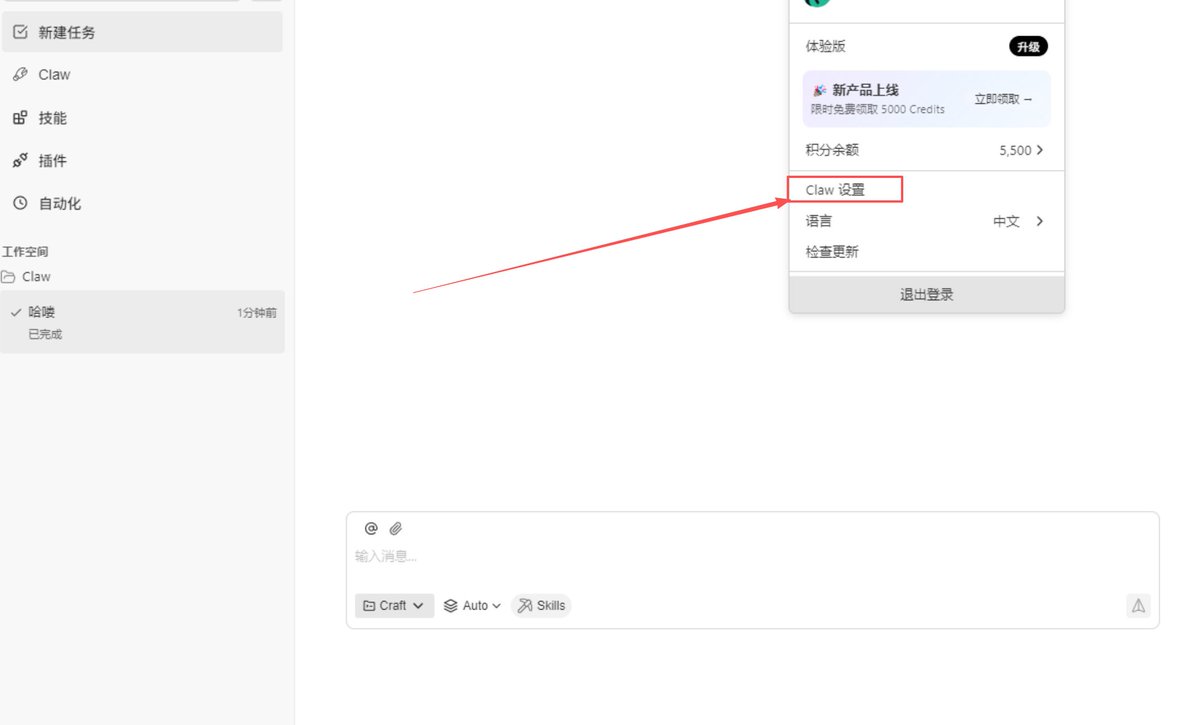 新建任务
Claw
技能
插件
自动化
工作空间
Claw
哈喽 1分钟前
已完成
体验版 升级
新产品上线
限时免费领取 5000 Credits 立即领取 →
积分余额 5,500 >
Claw 设置
语言 中文 >
检查更新
退出登录
@
输入消息...
Craft Auto Skills